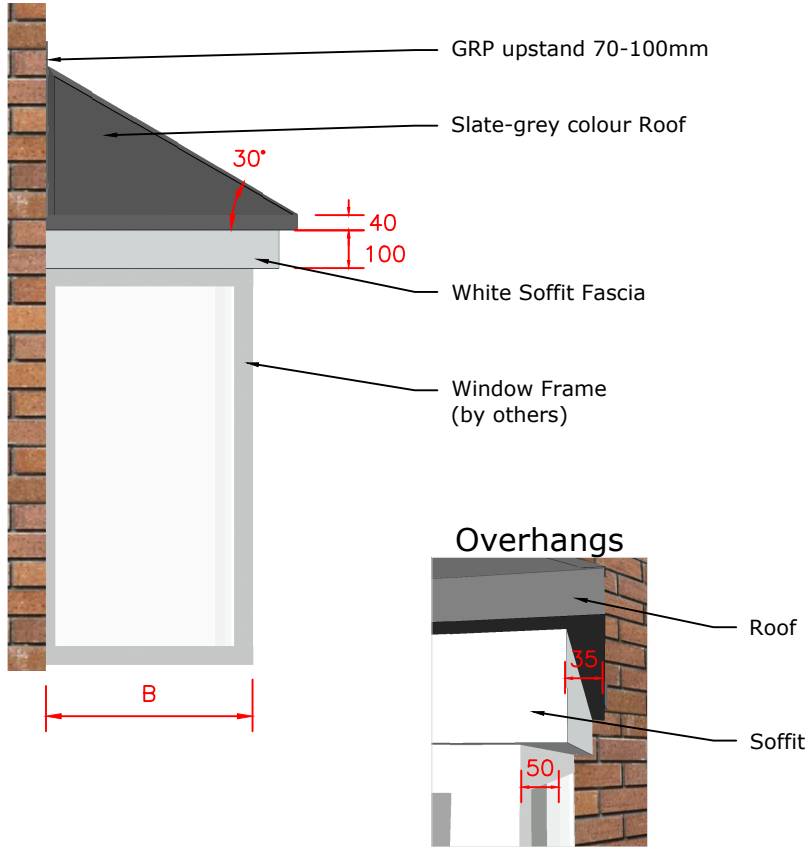 GRP upstand 70-100mm
Slate-grey colour Roof
30°
40
100
White Soffit Fascia
Window Frame
(by others)
B
Overhangs
Roof
35
Soffit
50